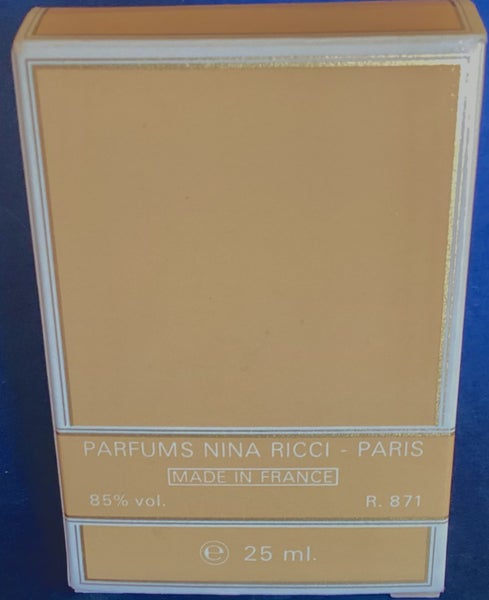 PARFUMS NINA RICCI - PARIS
MADE IN FRANCE
85% vol. R. 871
℮ 25 ml.